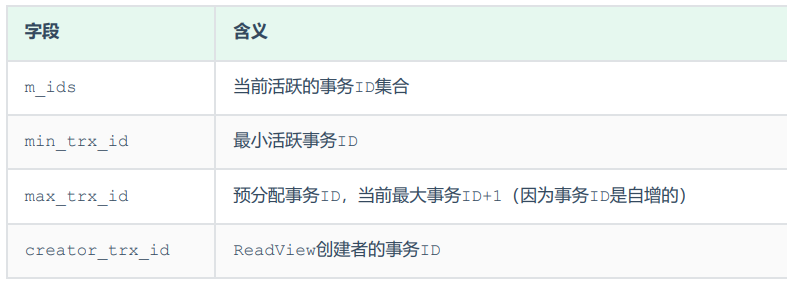 字段 含义
m_ids 当前活跃的事务ID集合
min_trx_id 最小活跃事务ID
max_trx_id 预分配事务ID，当前最大事务ID+1（因为事务ID是自增的）
creator_trx_id ReadView创建者的事务ID